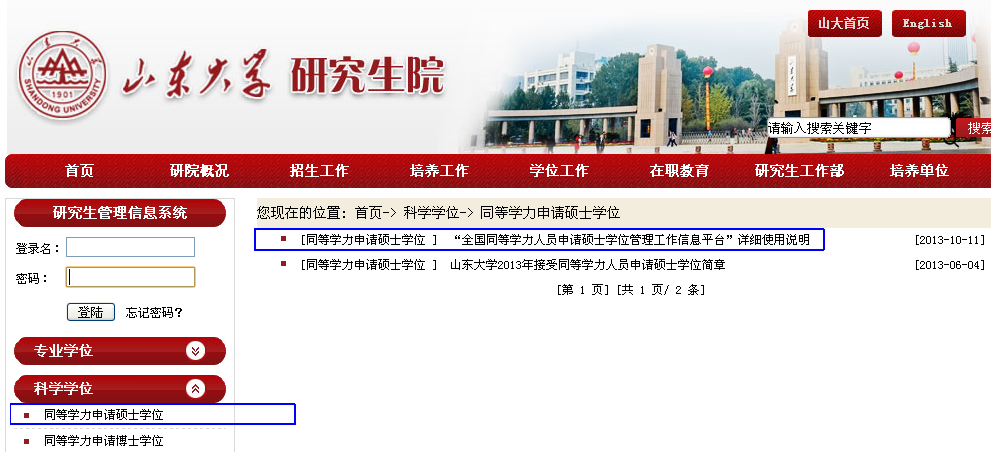 山大首页 English
山东大学 研究生院
SHANDONG UNIVERSITY
1901
请输入搜索关键字 搜索
首页 研院概况 招生工作 培养工作 学位工作 在职教育 研究生工作部 培养单位
研究生管理信息系统
登录名：
密码：
登陆 忘记密码?
专业学位
科学学位
同等学力申请硕士学位
同等学力申请博士学位
您现在的位置：首页-> 科学学位-> 同等学力申请硕士学位
[同等学力申请硕士学位 ] “全国同等学力人员申请硕士学位管理工作信息平台”详细使用说明 [2013-10-11]
[同等学力申请硕士学位 ] 山东大学2013年接受同等学力人员申请硕士学位简章 [2013-06-04]
[第 1 页] [共 1 页/ 2 条]